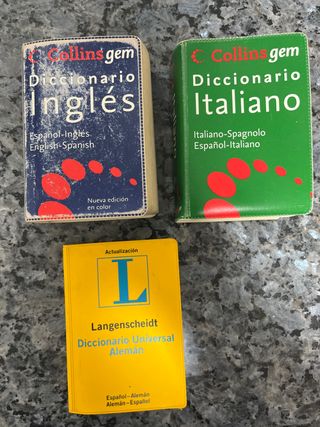 Collins gem
Diccionario
Inglés
Español-Inglés
English-Spanish
Nueva edición
en color
Collins gem
Diccionario
Italiano
Italiano-Spagnolo
Español-Italiano
Actualización
L
Langenscheidt
Diccionario Universal
Alemán
Español – Alemán
Alemán – Español